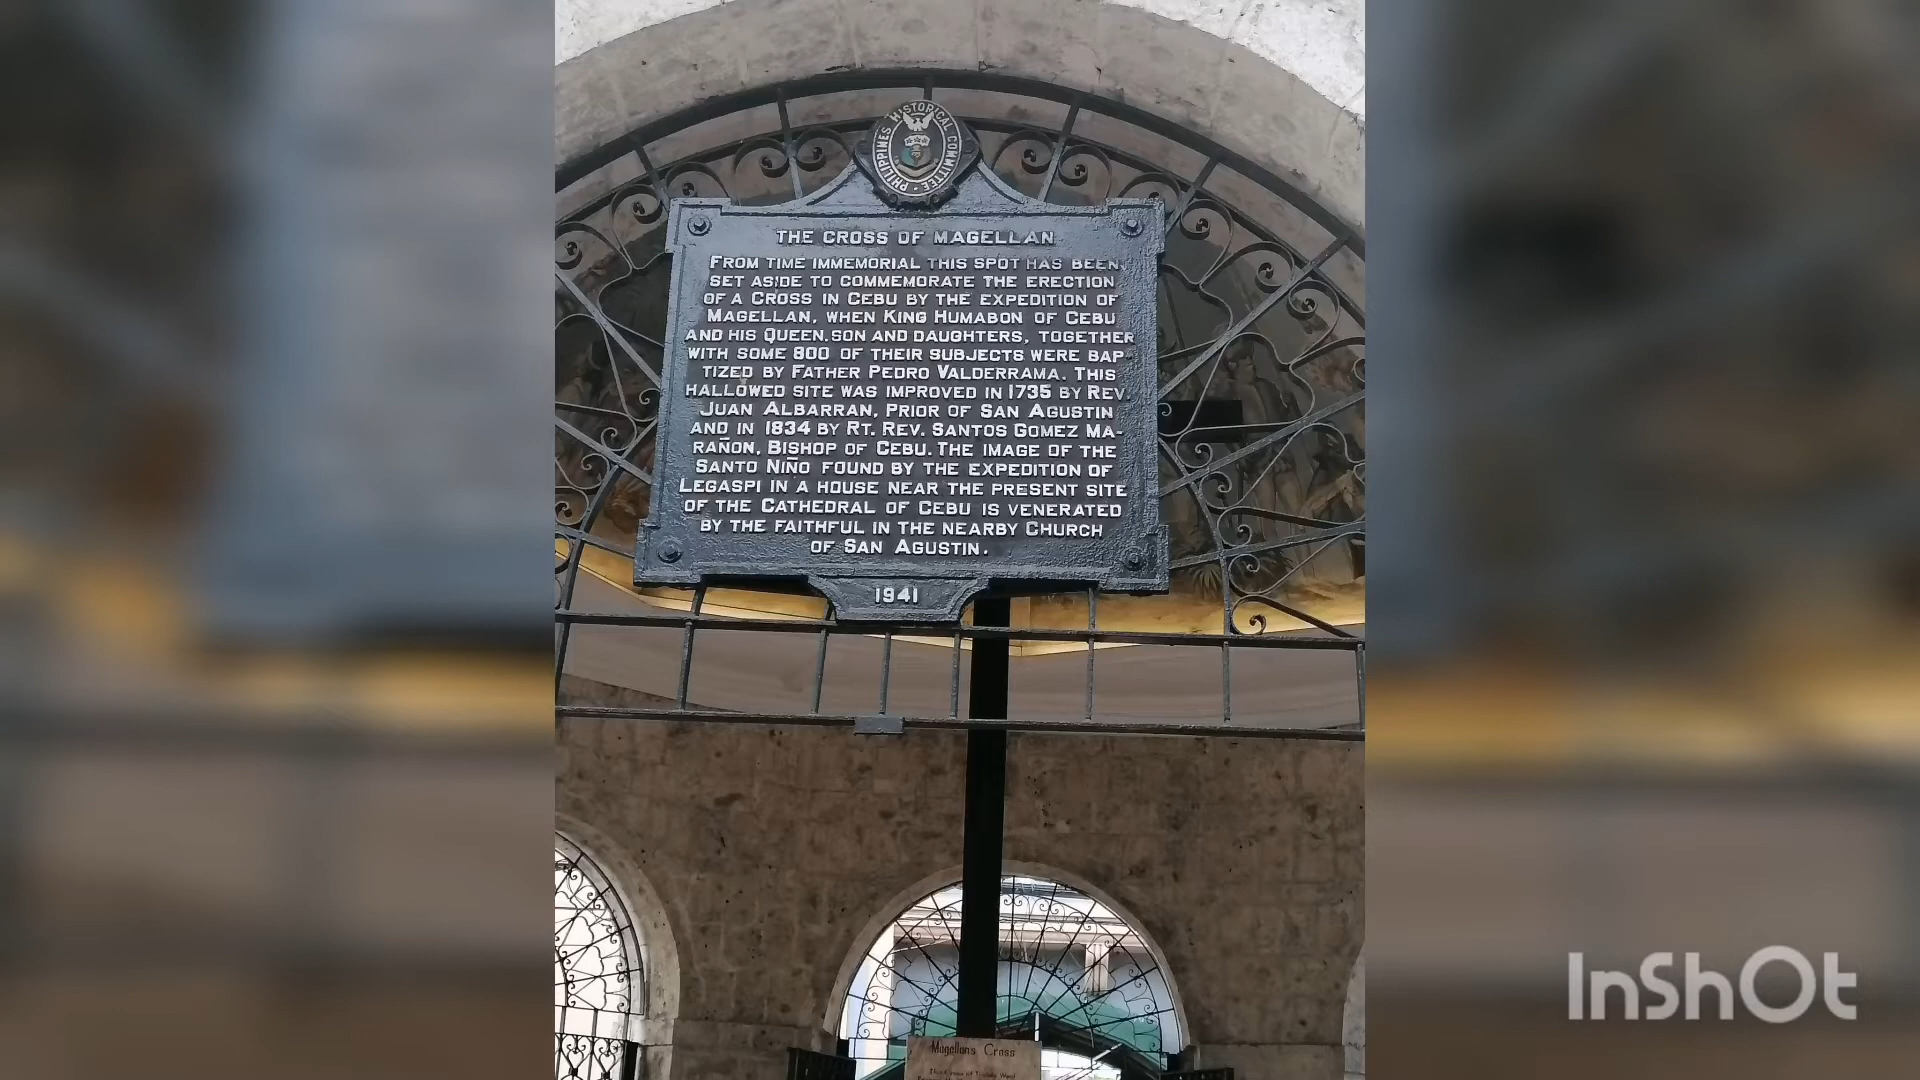 PHILIPPINES HISTORICAL COMMITTEE
THE CROSS OF MAGELLAN
FROM TIME IMMEMORIAL THIS SPOT HAS BEEN
SET ASIDE TO COMMEMORATE THE ERECTION
OF A CROSS IN CEBU BY THE EXPEDITION OF
MAGELLAN, WHEN KING HUMABON OF CEBU
AND HIS QUEEN, SON AND DAUGHTERS, TOGETHER
WITH SOME 800 OF THEIR SUBJECTS WERE BAP-
TIZED BY FATHER PEDRO VALDERRAMA. THIS
HALLOWED SITE WAS IMPROVED IN 1735 BY REV.
JUAN ALBARRAN, PRIOR OF SAN AGUSTIN
AND IN 1834 BY RT. REV. SANTOS GOMEZ MA-
RAÑON, BISHOP OF CEBU. THE IMAGE OF THE
SANTO NIÑO FOUND BY THE EXPEDITION OF
LEGASPI IN A HOUSE NEAR THE PRESENT SITE
OF THE CATHEDRAL OF CEBU IS VENERATED
BY THE FAITHFUL IN THE NEARBY CHURCH
OF SAN AGUSTIN.
1941
Magellan's Cross
InShOt